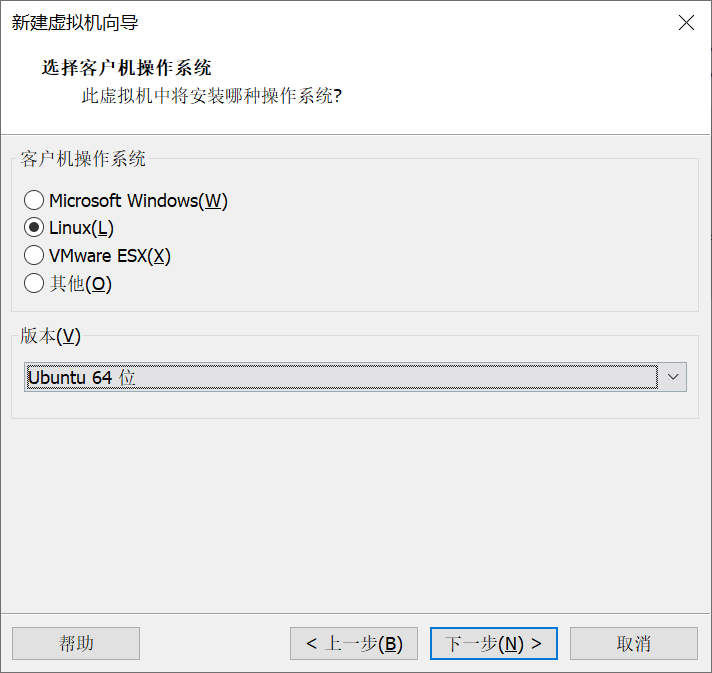 新建虚拟机向导
选择客户机操作系统
此虚拟机中将安装哪种操作系统?
客户机操作系统
Microsoft Windows(W)
Linux(L)
VMware ESX(X)
其他(O)
版本(V)
Ubuntu 64 位
帮助
< 上一步(B)
下一步(N) >
取消